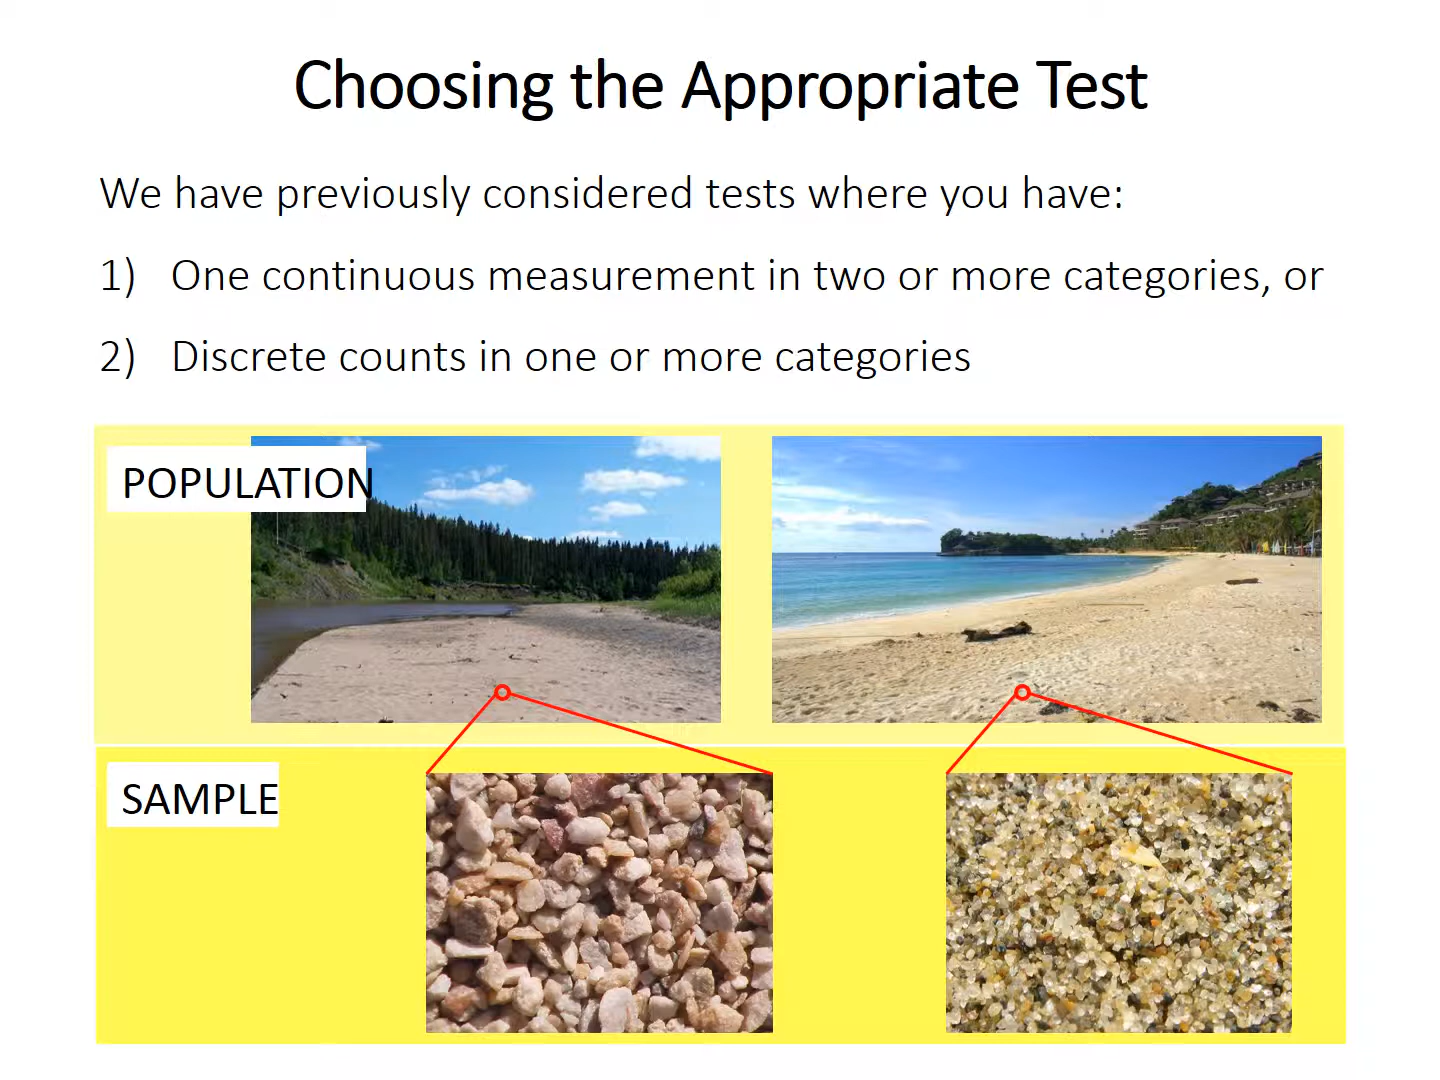 Choosing the Appropriate Test
We have previously considered tests where you have:
1) One continuous measurement in two or more categories, or
2) Discrete counts in one or more categories
POPULATION
SAMPLE